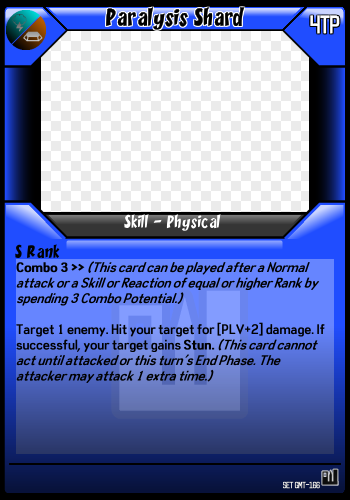 Paralysis Shard
4TP
Skill - Physical
S Rank
Combo 3 >> (This card can be played after a Normal
attack or a Skill or Reaction of equal or higher Rank by
spending 3 Combo Potential.)
Target 1 enemy. Hit your target for [PLV+2] damage. If
successful, your target gains Stun. (This card cannot
act until attacked or this turn's End Phase. The
attacker may attack 1 extra time.)
SET GMT-166